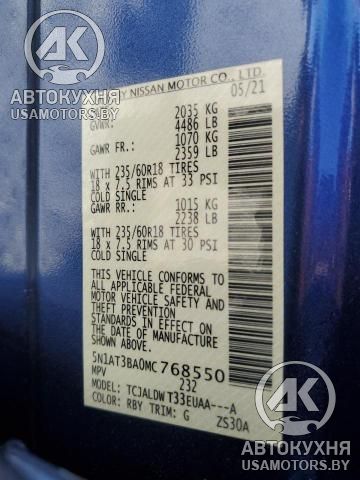 BY NISSAN MOTOR CO., LTD.
05/21
GVWR: 2035 KG
4486 LB
GAWR FR.: 1070 KG
2359 LB
WITH 235/60R18 TIRES
18 x 7.5 RIMS AT 33 PSI
COLD SINGLE
GAWR RR.: 1015 KG
2238 LB
WITH 235/60R18 TIRES
18 x 7.5 RIMS AT 30 PSI
COLD SINGLE
THIS VEHICLE CONFORMS TO
ALL APPLICABLE FEDERAL
MOTOR VEHICLE SAFETY AND
THEFT PREVENTION
STANDARDS IN EFFECT ON
THE DATE OF MANUFACTURE
SHOWN ABOVE.
5N1AT3BA0MC768550
MPV 232
MODEL: TCJALDWT33EUAA---A
COLOR: RBY TRIM: G ZS30A
AK
АВТОКУХНЯ
USAMOTORS.BY
AK
АВТОКУХНЯ
USAMOTORS.BY